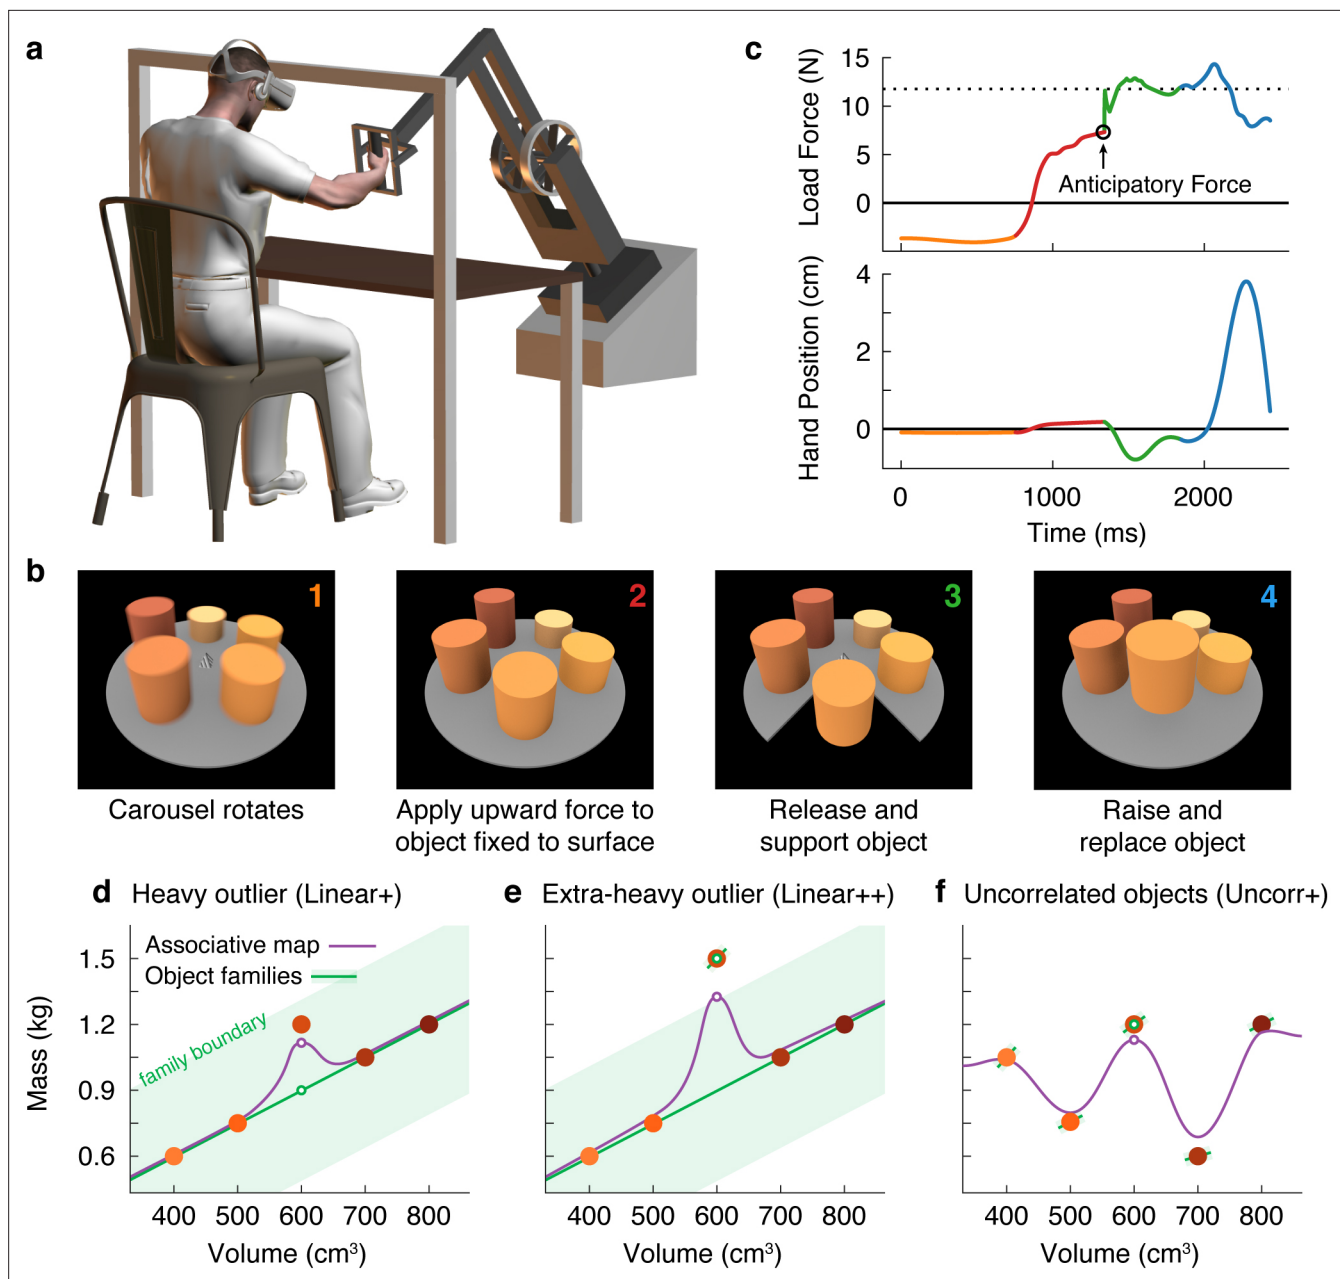 a
c
Load Force (N)
15
10
5
0
Anticipatory Force
Hand Position (cm)
4
2
0
0 1000 2000
Time (ms)
b
1
2
3
4
Carousel rotates
Apply upward force to
object fixed to surface
Release and
support object
Raise and
replace object
d Heavy outlier (Linear+)
Associative map
Object families
family boundary
Mass (kg)
1.5
1.2
0.9
0.6
400 500 600 700 800
Volume (cm³)
e Extra-heavy outlier (Linear++)
400 500 600 700 800
Volume (cm³)
f Uncorrelated objects (Uncorr+)
400 500 600 700 800
Volume (cm³)